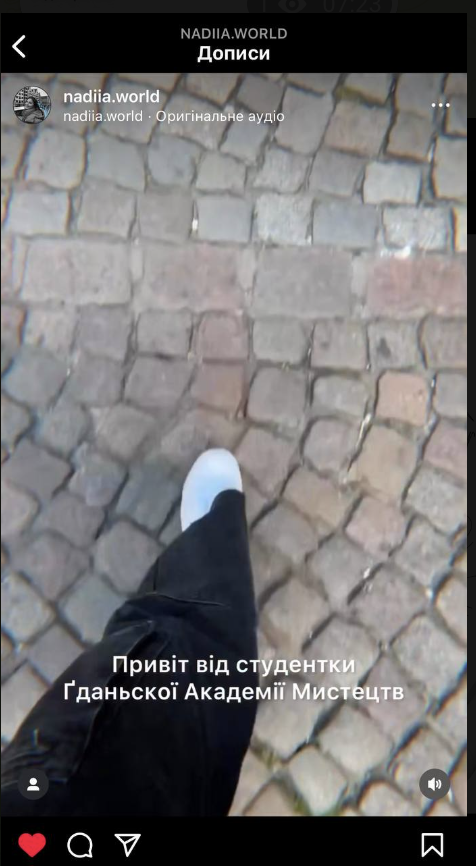 NADIIA.WORLD
Дописи
nadiia.world
nadiia.world · Оригінальне аудіо
Привіт від студентки
Ґданьскої Академії Мистецтв